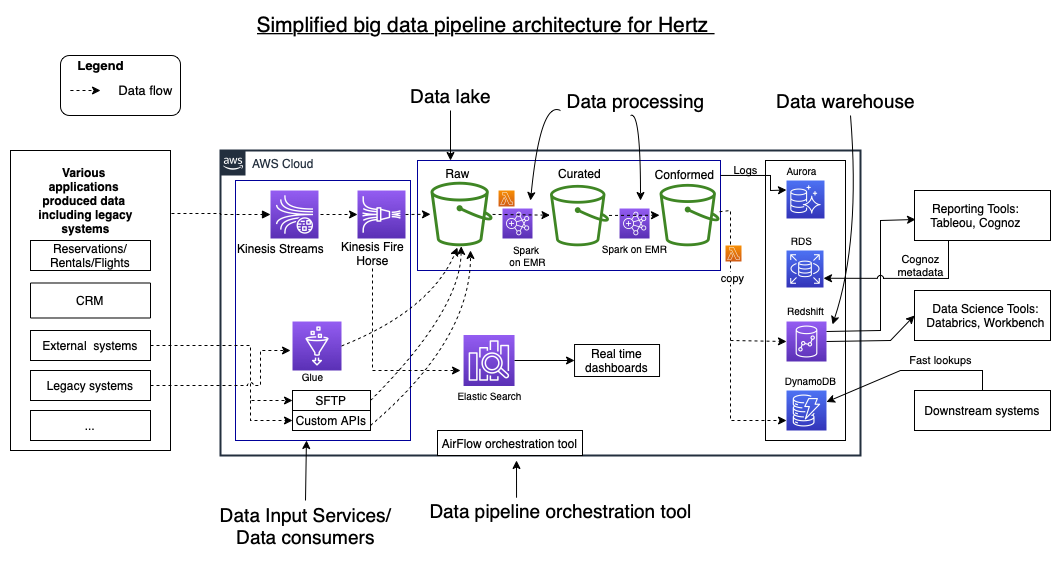 Simplified big data pipeline architecture for Hertz
Legend
Data flow
Data lake
Data processing
Data warehouse
Various
applications
produced data
including legacy
systems
Reservations/
Rentals/Flights
CRM
External systems
Legacy systems
...
aws
AWS Cloud
Kinesis Streams
Kinesis Fire
Horse
Glue
SFTP
Custom APIs
Raw
Curated
Conformed
Spark
on EMR
Spark on EMR
Logs
copy
Elastic Search
Real time
dashboards
AirFlow orchestration tool
Aurora
RDS
Redshift
DynamoDB
Reporting Tools:
Tableou, Cognoz
Cognoz
metadata
Data Science Tools:
Databrics, Workbench
Fast lookups
Downstream systems
Data Input Services/
Data consumers
Data pipeline orchestration tool